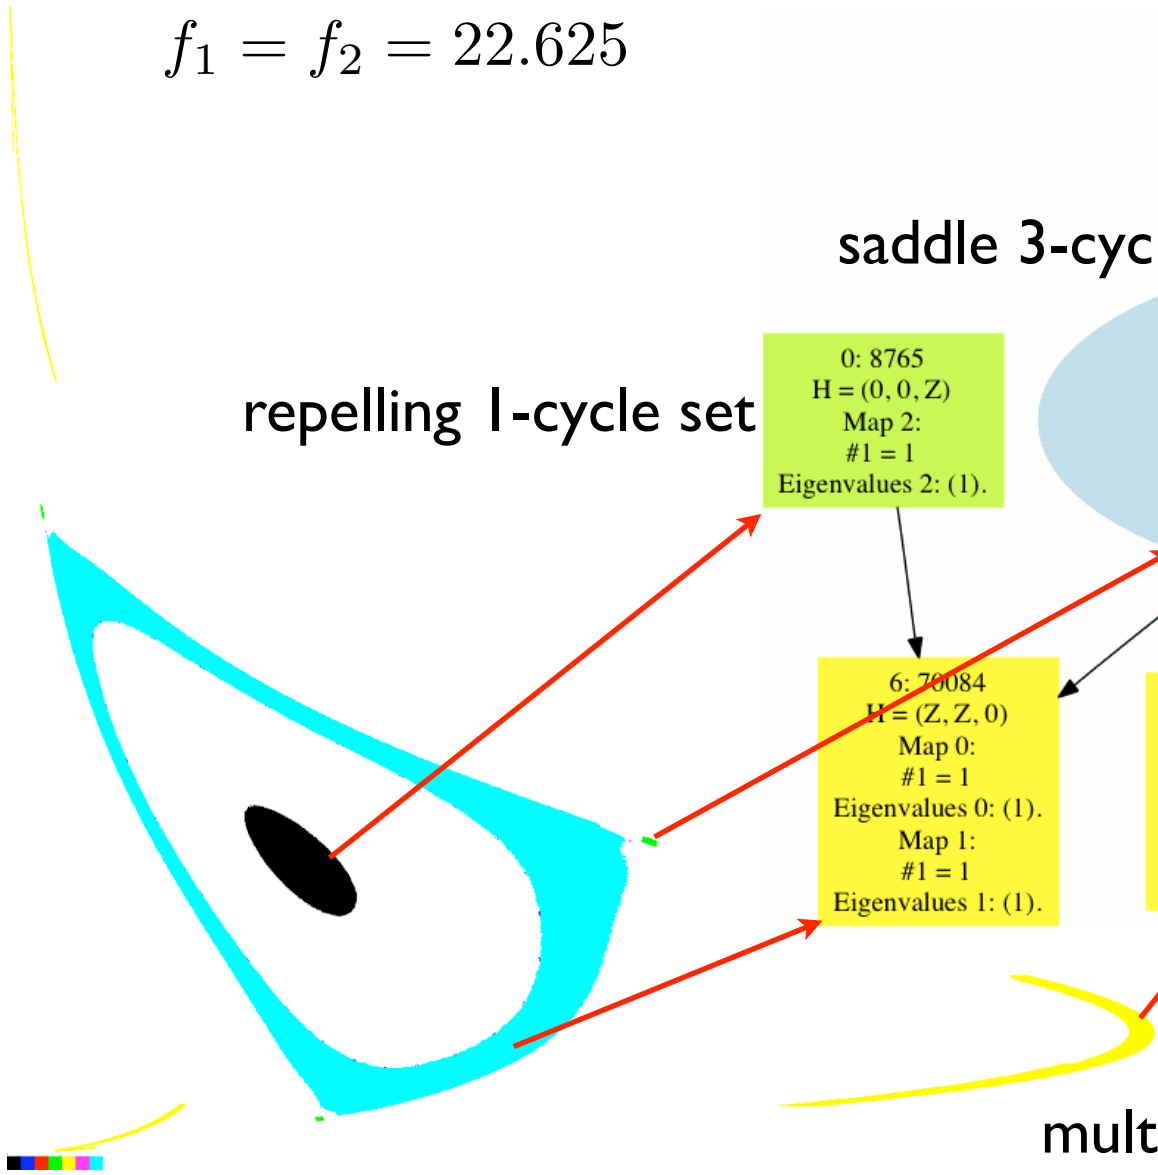 f₁ = f₂ = 22.625
saddle 3-cyc
repelling 1-cycle set
0: 8765
H = (0, 0, Z)
Map 2:
#1 = 1
Eigenvalues 2: (1).
6: 70084
H = (Z, Z, 0)
Map 0:
#1 = 1
Eigenvalues 0: (1).
Map 1:
#1 = 1
Eigenvalues 1: (1).
mult